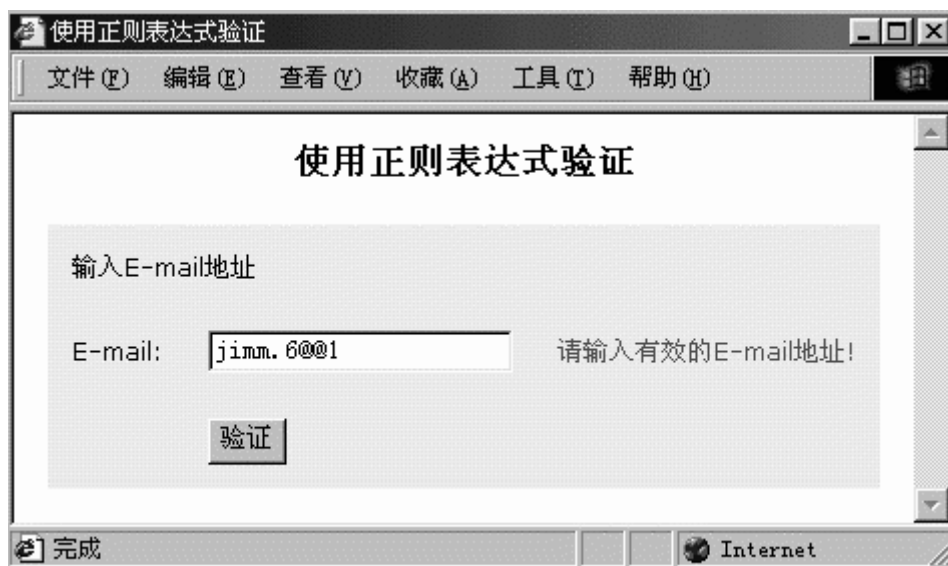 使用正则表达式验证
文件(F) 编辑(E) 查看(V) 收藏(A) 工具(T) 帮助(H)
使用正则表达式验证
输入E-mail地址
E-mail: jimm.6@@1 请输入有效的E-mail地址!
验证
完成 Internet